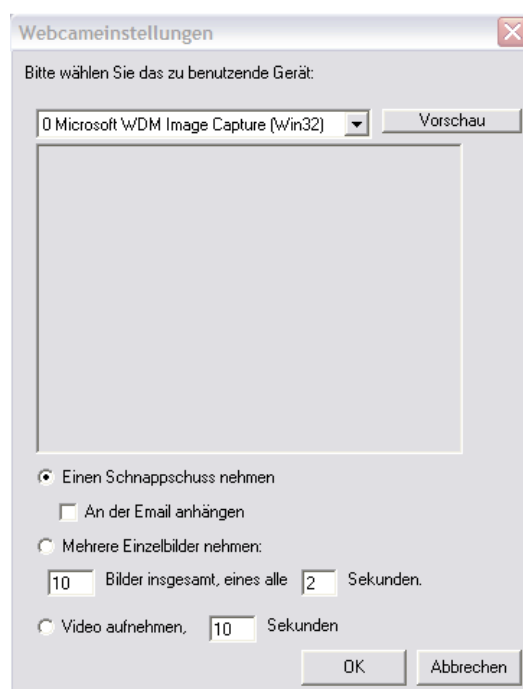 Webcameinstellungen
Bitte wählen Sie das zu benutzende Gerät:
0 Microsoft WDM Image Capture (Win32) Vorschau
Einen Schnappschuss nehmen
An der Email anhängen
Mehrere Einzelbilder nehmen:
10 Bilder insgesamt, eines alle 2 Sekunden.
Video aufnehmen, 10 Sekunden
OK Abbrechen